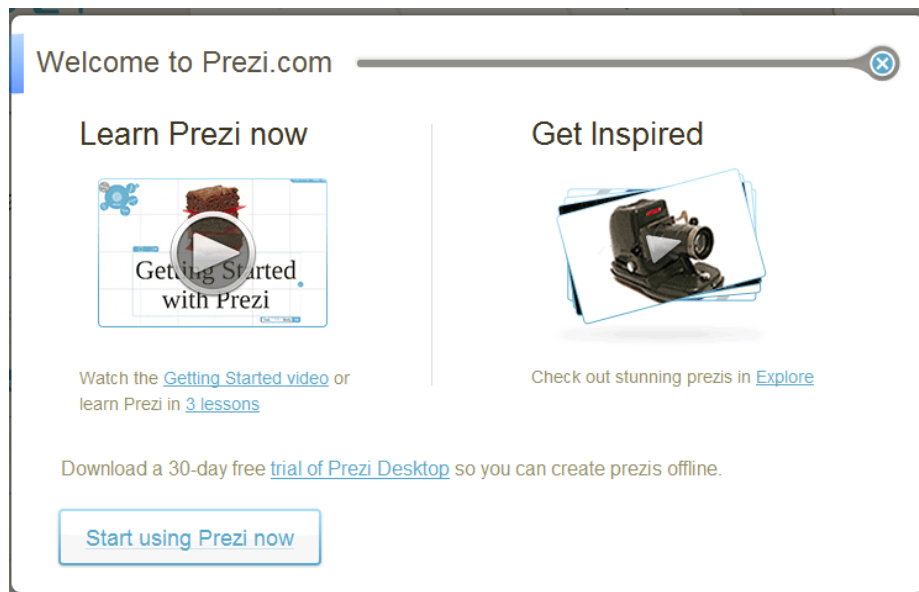 Welcome to Prezi.com
Learn Prezi now
Getting Started
with Prezi
Watch the Getting Started video or
learn Prezi in 3 lessons
Get Inspired
Check out stunning prezis in Explore
Download a 30-day free trial of Prezi Desktop so you can create prezis offline.
Start using Prezi now